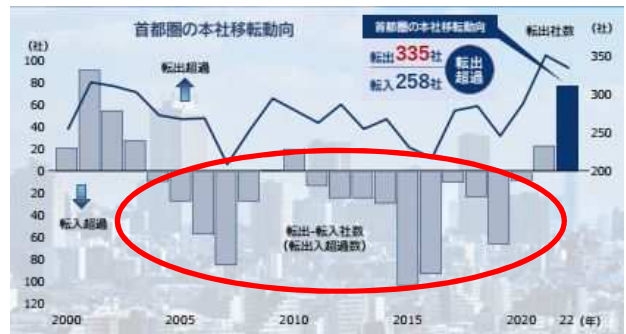 首都圏の本社移転動向
(社)
転出超過
首都圏の本社移転動向
転出335社
転入258社
転出
超過
転出社数
(社)
100
80
60
40
20
0
20
40
60
80
100
120
転入超過
転出-転入社数
(転出入超過数)
350
300
250
200
2000
2005
2010
2015
2020
22
(年)